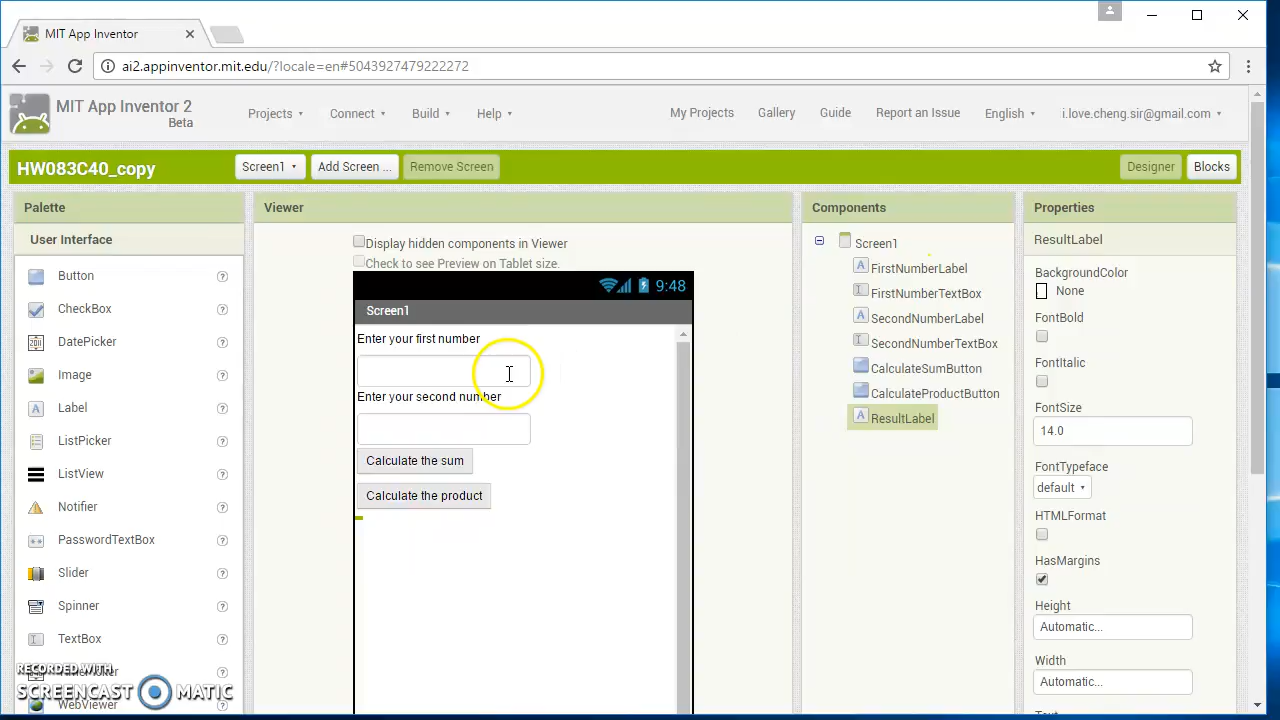 MIT App Inventor
ai2.appinventor.mit.edu/?locale=en#5043927479222272
MIT App Inventor 2
Beta
Projects
Connect
Build
Help
My Projects
Gallery
Guide
Report an Issue
English
i.love.cheng.sir@gmail.com
HW083C40_copy
Screen1
Add Screen ...
Remove Screen
Designer
Blocks
Palette
Viewer
Components
Properties
User Interface
Button
CheckBox
DatePicker
Image
Label
ListPicker
ListView
Notifier
PasswordTextBox
Slider
Spinner
TextBox
WebViewer
Display hidden components in Viewer
Check to see Preview on Tablet size.
9:48
Screen1
Enter your first number
Enter your second number
Calculate the sum
Calculate the product
Screen1
FirstNumberLabel
FirstNumberTextBox
SecondNumberLabel
SecondNumberTextBox
CalculateSumButton
CalculateProductButton
ResultLabel
ResultLabel
BackgroundColor
None
FontBold
FontItalic
FontSize
14.0
FontTypeface
default
HTMLFormat
HasMargins
Height
Automatic...
Width
Automatic...
RECORDED WITH
SCREENCAST MATIC